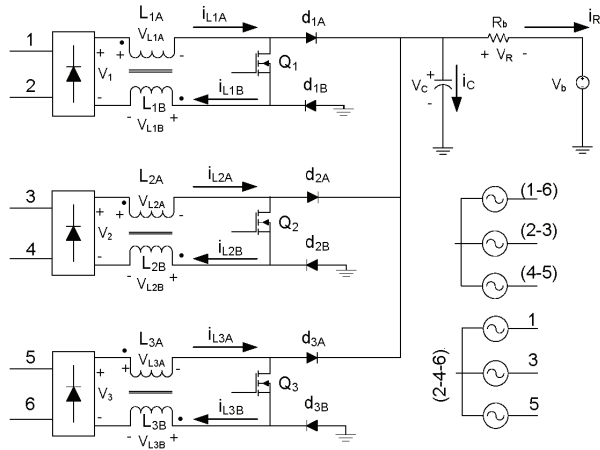 L1A
iL1A
d1A
Rb
iR
1
+
VL1A
-
+
V1
-
Q1
+ VR -
2
L1B
iL1B
d1B
VC
+
-
iC
Vb
- VL1B +
L2A
iL2A
d2A
3
+
VL2A
-
+
V2
-
Q2
(1-6)
4
L2B
iL2B
d2B
(2-3)
- VL2B +
(4-5)
L3A
iL3A
d3A
1
5
+
VL3A
-
+
V3
-
Q3
(2-4-6)
3
6
L3B
iL3B
d3B
5
- VL3B +